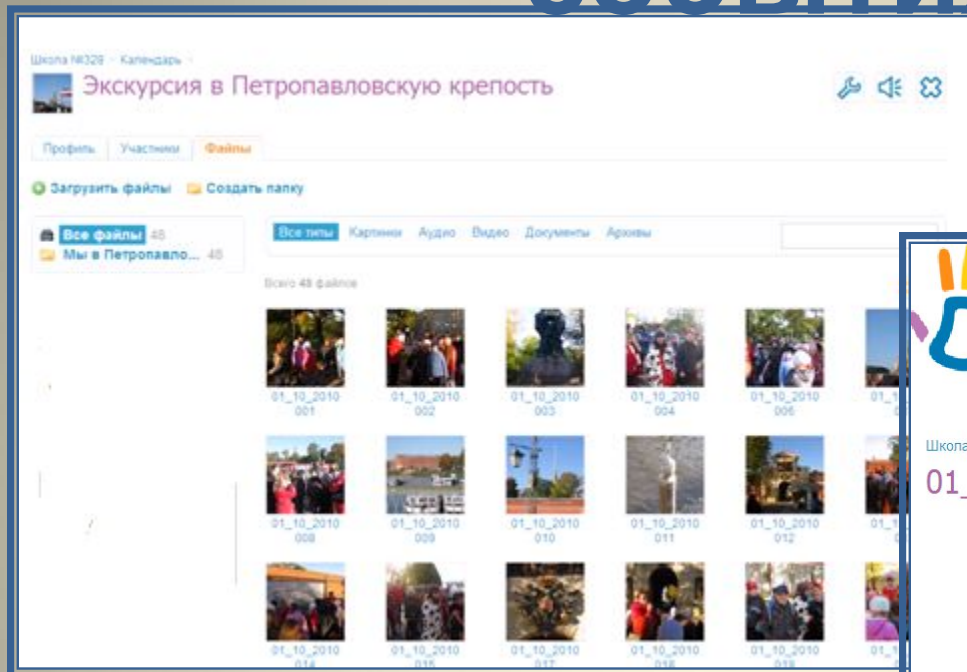 Школа №328 - Календарь -
Экскурсия в Петропавловскую крепость
Профиль Участники Файлы
Загрузить файлы Создать папку
Все файлы 48
Мы в Петропавло... 48
Все типы Картинки Аудио Видео Документы Архивы
Всего 48 файлов
01_10_2010 001
01_10_2010 002
01_10_2010 003
01_10_2010 004
01_10_2010 006
01_1
01_10_2010 008
01_10_2010 009
01_10_2010 010
01_10_2010 011
01_10_2010 012
01_1
01_10_2010 014
01_10_2010 015
01_10_2010 017
01_10_2010 018
01_10_2010 019
01_1
Школа
01_